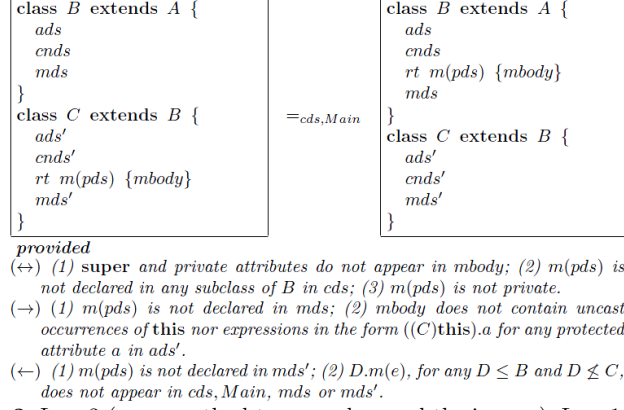 class B extends A {
ads
cnds
mds
}
class C extends B {
ads′
cnds′
rt m(pds) {mbody}
mds′
}
=cds,Main
class B extends A {
ads
cnds
rt m(pds) {mbody}
mds
}
class C extends B {
ads′
cnds′
mds′
}
provided
(↔) (1) super and private attributes do not appear in mbody; (2) m(pds) is
not declared in any subclass of B in cds; (3) m(pds) is not private.
(→) (1) m(pds) is not declared in mds; (2) mbody does not contain uncast
occurrences of this nor expressions in the form ((C)this).a for any protected
attribute a in ads′.
(←) (1) m(pds) is not declared in mds′; (2) D.m(e), for any D ≤ B and D ≰ C,
does not appear in cds, Main, mds or mds′.